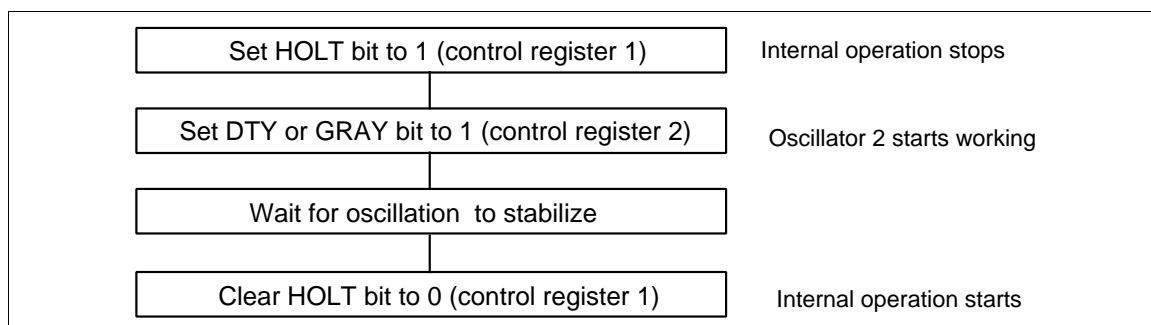 Set HOLT bit to 1 (control register 1)
Internal operation stops
Set DTY or GRAY bit to 1 (control register 2)
Oscillator 2 starts working
Wait for oscillation to stabilize
Clear HOLT bit to 0 (control register 1)
Internal operation starts